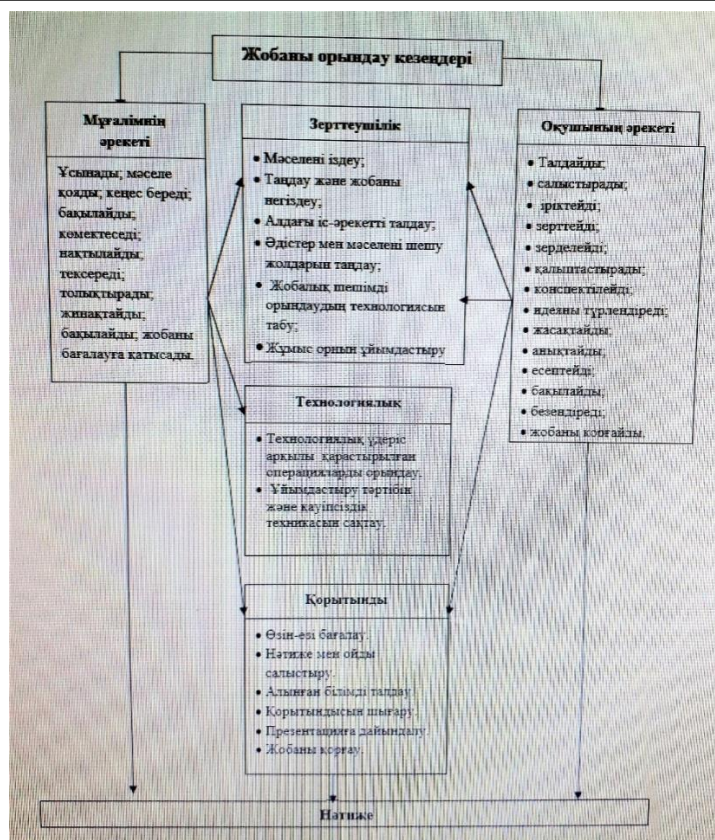 Жобаны орындау кезеңдері
Мұғалімнің
әрекеті
Ұсынады; мәселе
қояды; кеңес береді;
бақылайды;
көмектеседі;
нақтылайды;
тексереді;
толықтырады;
жинақтайды;
бақылайды; жобаны
бағалауға қатысады.
Зерттеушілік
• Мәселені іздеу;
• Таңдау және жобаны
негіздеу;
• Алдағы іс-әрекетті талдау;
• Әдістер мен мәселені шешу
жолдарын таңдау;
• Жобалық шешімді
орындаудың технологиясын
табу;
• Жұмыс орнын ұйымдастыру
Оқушының әрекеті
• Талдайды;
• салыстырады;
• іріктейді;
• зерттейді;
• зерделейді;
• қалыптастырады;
• конспектілейді;
• идеяны түрлендіреді;
• жасақтайды;
• анықтайды;
• есептейді;
• бақылайды;
• безендіреді;
• жобаны қорғайды.
Технологиялық
• Технологиялық үдеріс
арқылы қарастырылған
операцияларды орындау.
• Ұйымдастыру тәртібін
және қауіпсіздік
техникасын сақтау.
Қорытынды
• Өзін-өзі бағалау.
• Нәтиже мен ойды
салыстыру.
• Алынған білімді талдау.
• Қорытындысын шығару.
• Презентацияға дайындалу.
• Жобаны қорғау.
Нәтиже